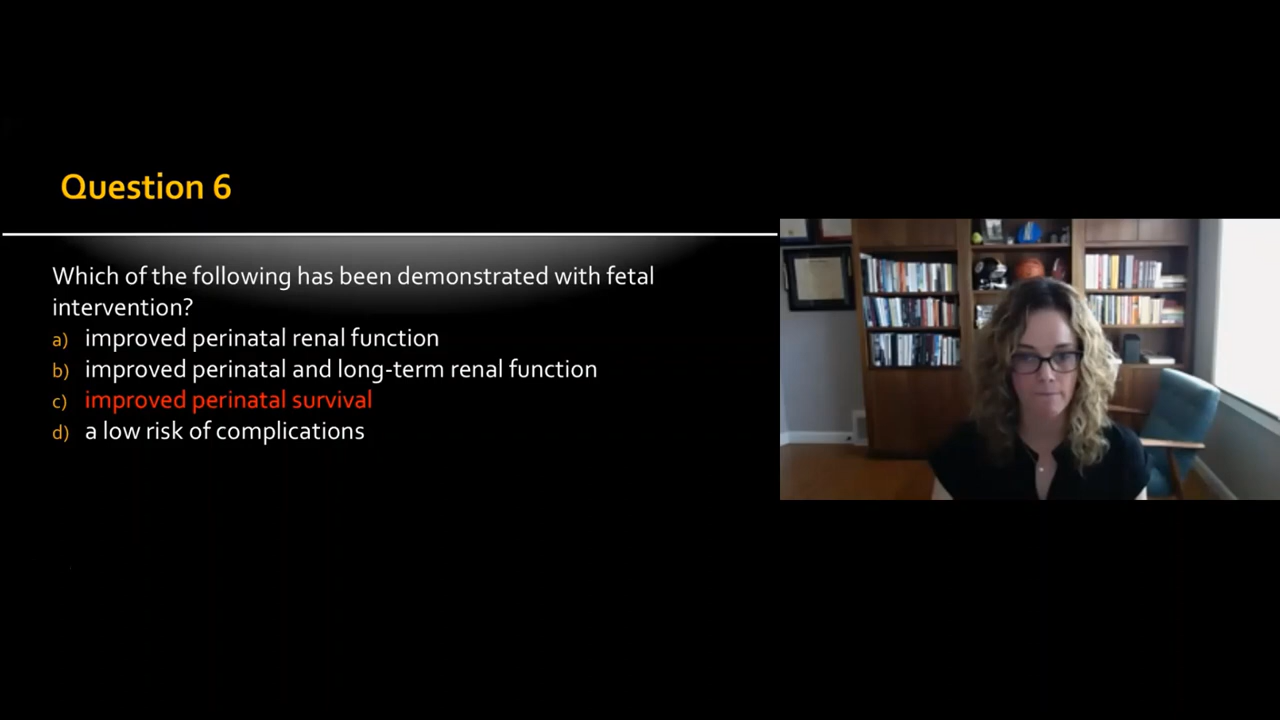 Question 6
Which of the following has been demonstrated with fetal
intervention?
a) improved perinatal renal function
b) improved perinatal and long-term renal function
c) improved perinatal survival
d) a low risk of complications